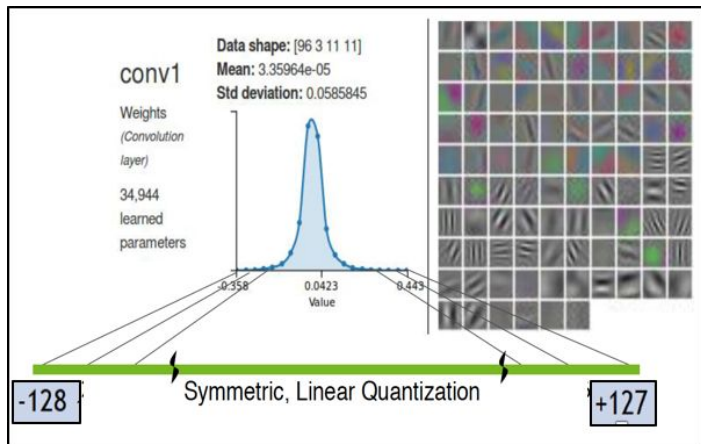 conv1
Weights
(Convolution
layer)
34,944
learned
parameters
Data shape: [96 3 11 11]
Mean: 3.35964e-05
Std deviation: 0.0585845
-0.358
0.0423
0.443
Value
-128
Symmetric, Linear Quantization
+127